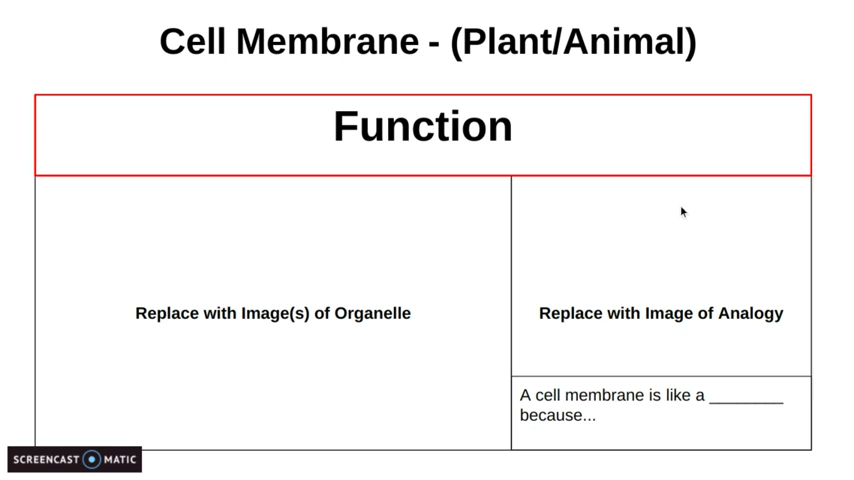 Cell Membrane - (Plant/Animal)
Function
Replace with Image(s) of Organelle
Replace with Image of Analogy
A cell membrane is like a ________
because...
SCREENCAST MATIC